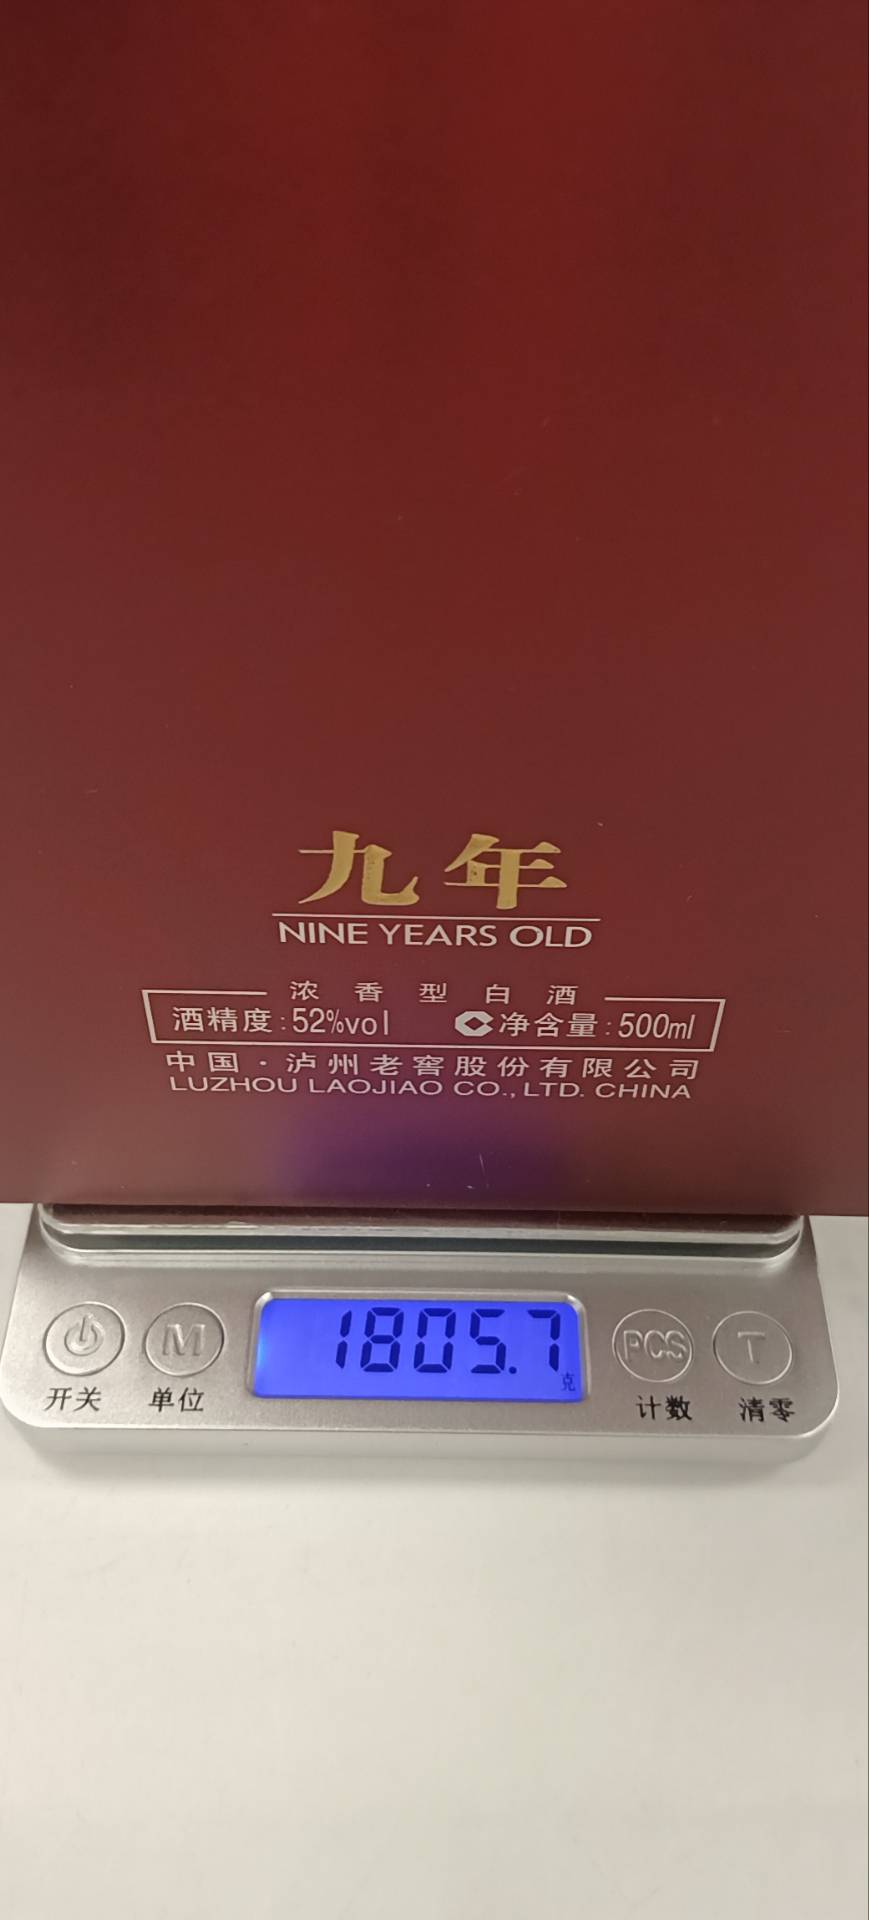 九年
NINE YEARS OLD
浓香型白酒
酒精度:52%vol 净含量:500ml
中国·泸州老窖股份有限公司
LUZHOU LAOJIAO CO.,LTD. CHINA
1805.7
克
M PCS T
开关 单位 计数 清零